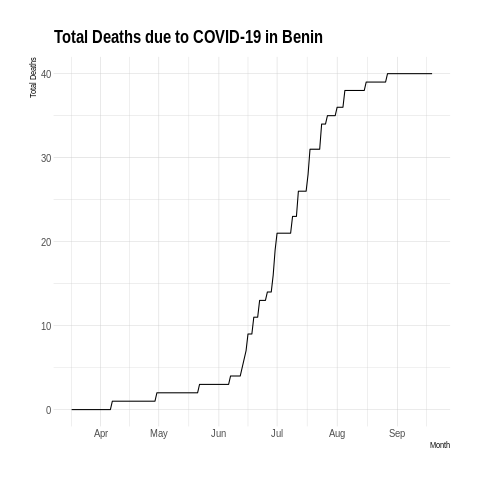 Total Deaths due to COVID-19 in Benin
Total Deaths
40
30
20
10
0
Apr May Jun Jul Aug Sep
Month